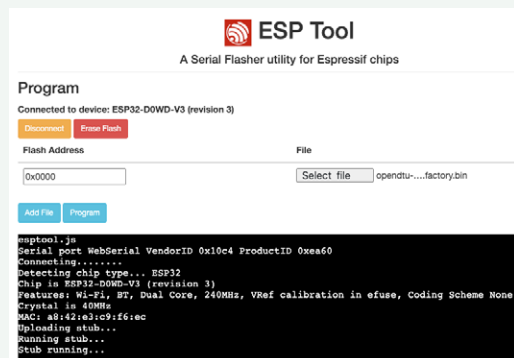 ESP Tool
A Serial Flasher utility for Espressif chips
Program
Connected to device: ESP32-D0WD-V3 (revision 3)
Disconnect Erase Flash
Flash Address File
0x0000 Select file opendtu-....factory.bin
Add File Program
esptool.js
Serial port WebSerial VendorID 0x10c4 ProductID 0xea60
Connecting........
Detecting chip type... ESP32
Chip is ESP32-D0WD-V3 (revision 3)
Features: Wi-Fi, BT, Dual Core, 240MHz, VRef calibration in efuse, Coding Scheme None
Crystal is 40MHz
MAC: a8:42:e3:c9:f6:ec
Uploading stub...
Running stub...
Stub running...